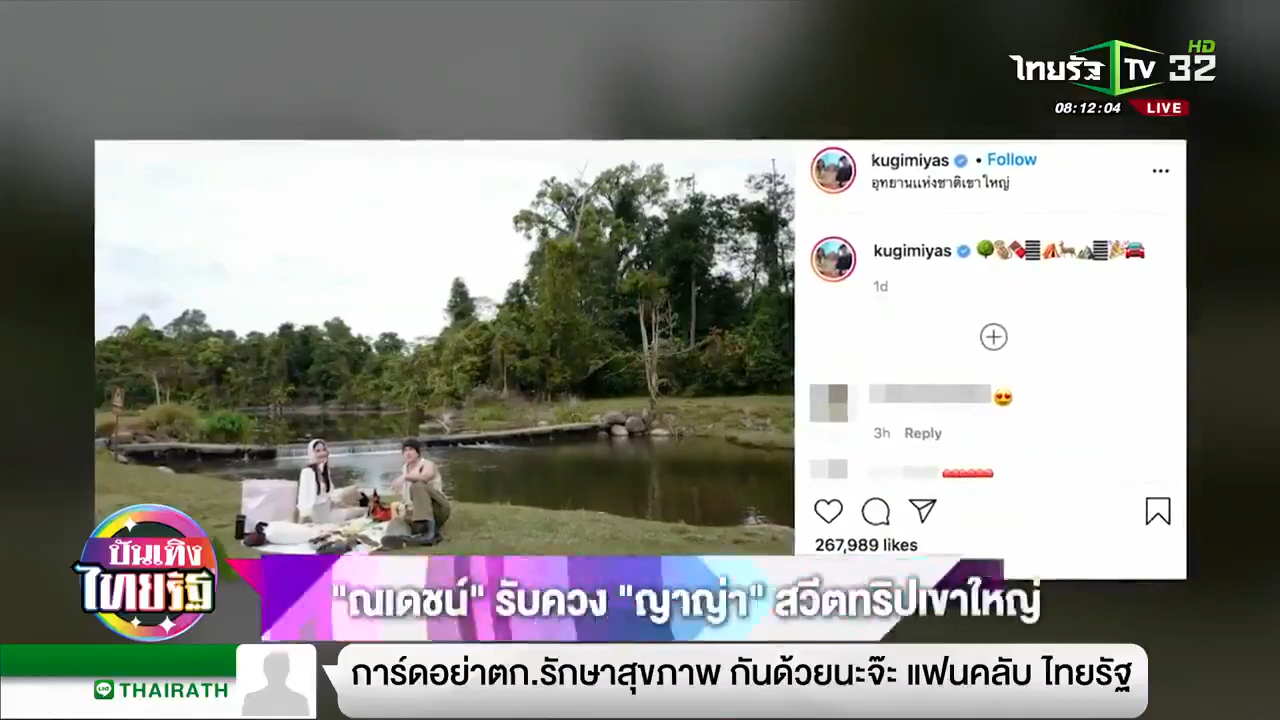 ไทยรัฐ TV 32 HD
08:12:04 LIVE
kugimiyas • Follow
อุทยานแห่งชาติเขาใหญ่
kugimiyas
1d
3h Reply
267,989 likes
บันเทิง
ไทยรัฐ
"ณเดชน์" รับควง "ญาญ่า" สวีตทริปเขาใหญ่
LINE THAIRATH
การ์ดอย่าตก.รักษาสุขภาพ กันด้วยนะจ๊ะ แฟนคลับ ไทยรัฐ